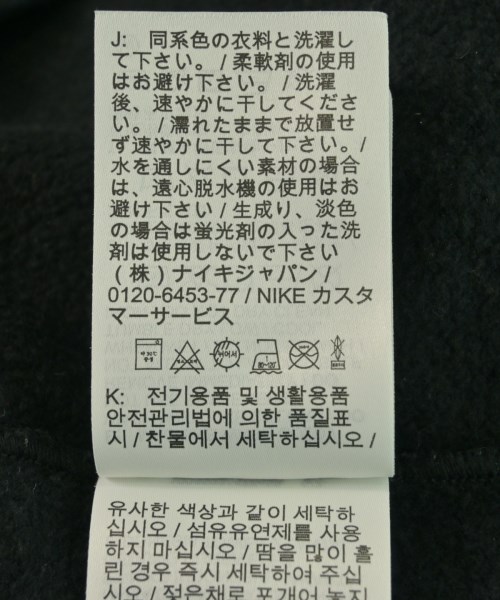 J:　同系色の衣料と洗濯し
て下さい。 / 柔軟剤の使用
はお避け下さい。 / 洗濯
後、速やかに干してくださ
い。 / 濡れたままで放置せ
ず速やかに干して下さい。 /
水を通しにくい素材の場合
は、遠心脱水機の使用はお
避け下さい / 生成り、淡色
の場合は蛍光剤の入った洗
剤は使用しないで下さい
（株）ナイキジャパン /
0120-6453-77 / NIKE カスタ
マーサービス
K:　전기용품 및 생활용품
안전관리법에 의한 품질표
시 / 찬물에서 세탁하십시오 /
유사한 색상과 같이 세탁하
십시오 / 섬유유연제를 사용
하지 마십시오 / 땀을 많이 흘
린 경우 즉시 세탁하여 주십
시오 / 젖은채로 포개어 놓지